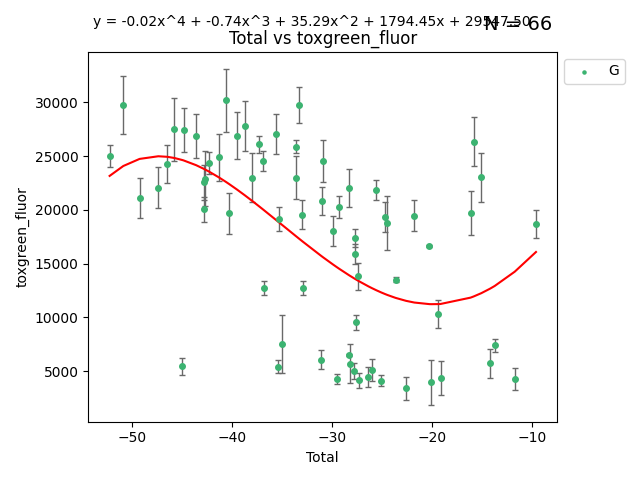 y = -0.02x^4 + -0.74x^3 + 35.29x^2 + 1794.45x + 29547.50
N = 66
Total vs toxgreen_fluor
G
toxgreen_fluor
30000
25000
20000
15000
10000
5000
−50 −40 −30 −20 −10
Total